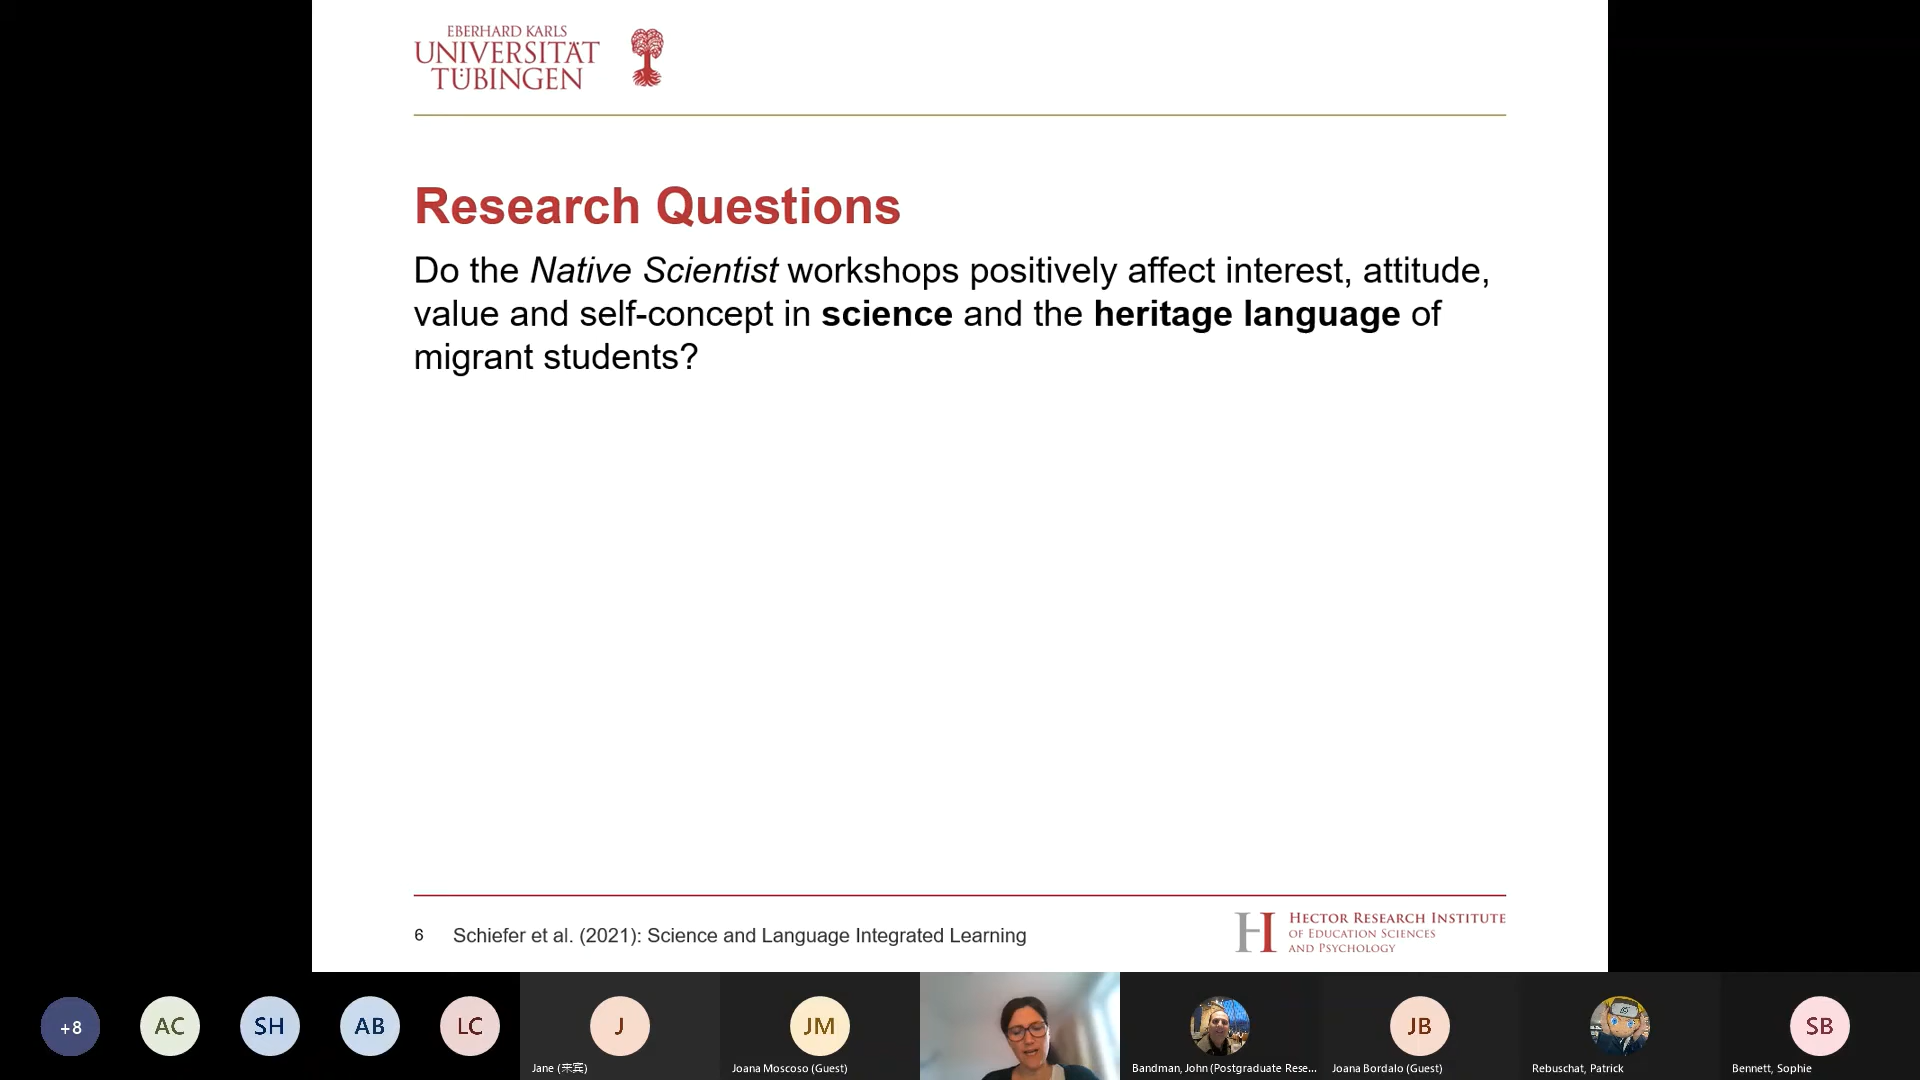 EBERHARD KARLS
UNIVERSITÄT
TÜBINGEN
Research Questions
Do the Native Scientist workshops positively affect interest, attitude,
value and self-concept in science and the heritage language of
migrant students?
6 Schiefer et al. (2021): Science and Language Integrated Learning
H HECTOR RESEARCH INSTITUTE
OF EDUCATION SCIENCES
AND PSYCHOLOGY
+8 AC SH AB LC J JM JB SB
Jane (来宾) Joana Moscoso (Guest) Bandman, John (Postgraduate Rese... Joana Bordalo (Guest) Rebuschat, Patrick Bennett, Sophie